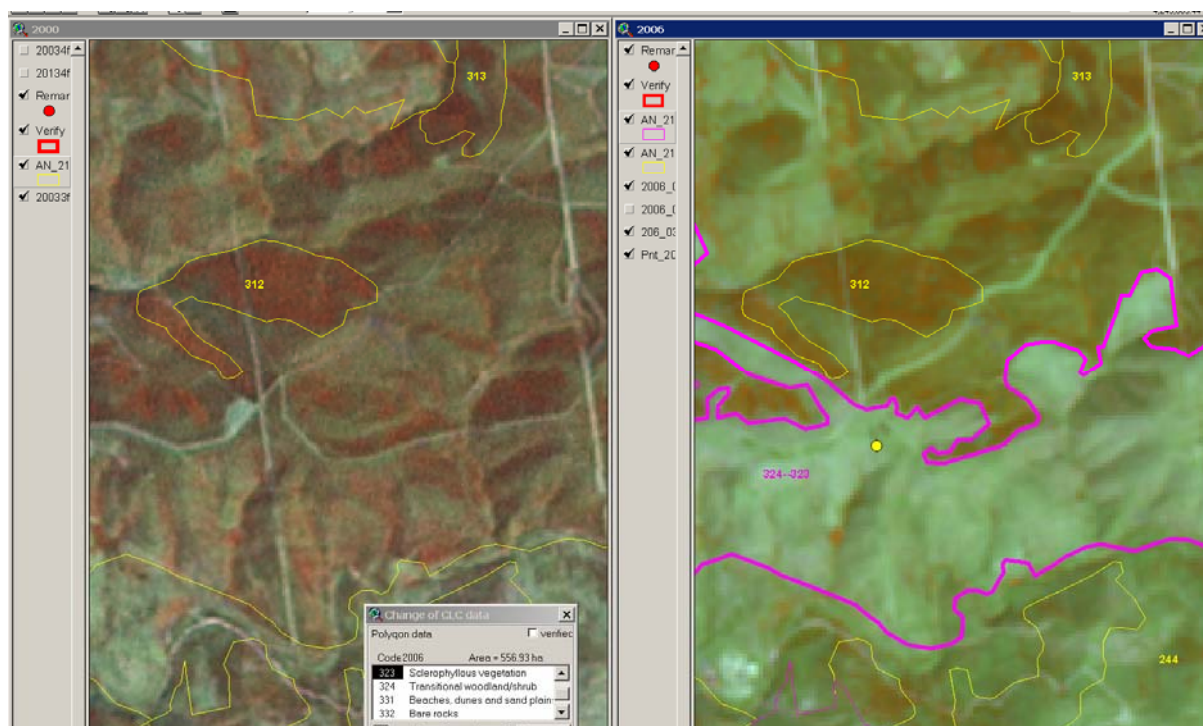 2000
20034f
20134f
Remar
Verify
AN_21
20033f
313
312
Change of CLC data
Polygon data
verified
Code2006 Area = 556.93 ha
323 Sclerophyllous vegetation
324 Transitional woodland/shrub
331 Beaches, dunes and sand plain
332 Bare rocks
2006
Remar
Verify
AN_21
AN_21
2006_0
2006_0
206_03
Pnt_20
313
312
324--323
244